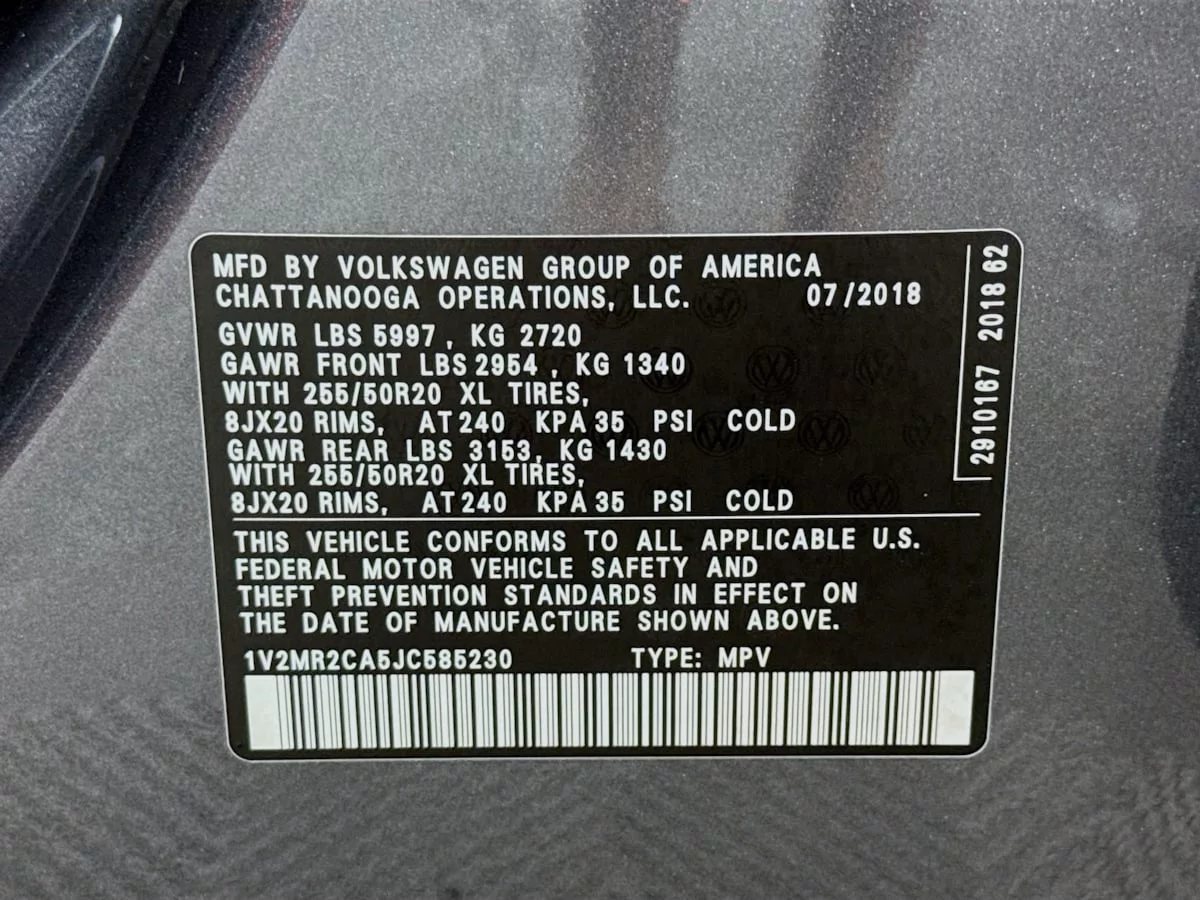 MFD BY VOLKSWAGEN GROUP OF AMERICA
CHATTANOOGA OPERATIONS, LLC. 07/2018
GVWR LBS 5997, KG 2720
GAWR FRONT LBS 2954, KG 1340
WITH 255/50R20 XL TIRES,
8JX20 RIMS, AT 240 KPA 35 PSI COLD
GAWR REAR LBS 3153, KG 1430
WITH 255/50R20 XL TIRES,
8JX20 RIMS, AT 240 KPA 35 PSI COLD
THIS VEHICLE CONFORMS TO ALL APPLICABLE U.S.
FEDERAL MOTOR VEHICLE SAFETY AND
THEFT PREVENTION STANDARDS IN EFFECT ON
THE DATE OF MANUFACTURE SHOWN ABOVE.
1V2MR2CA5JC585230 TYPE: MPV
2910167 2018 62